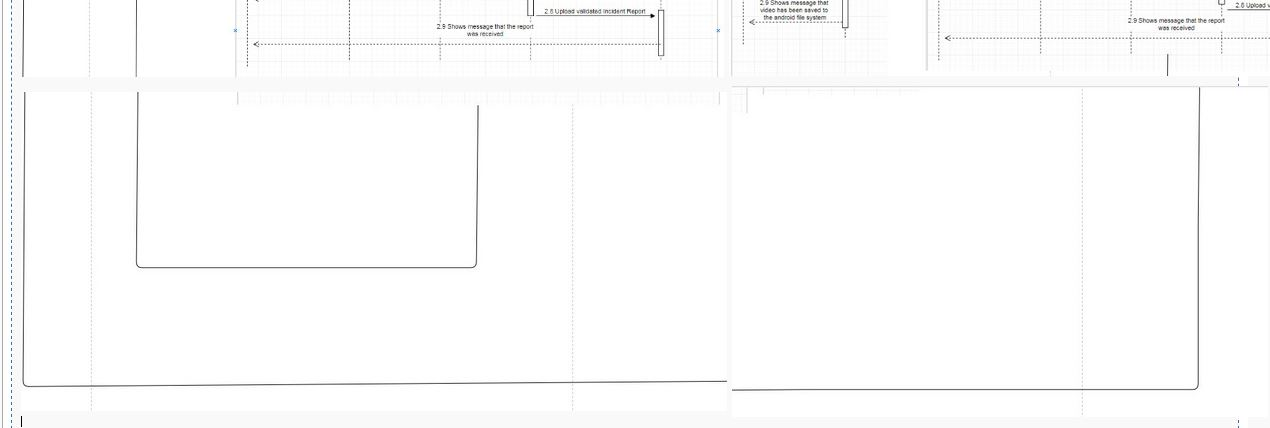 2.8 Upload validated Incident Report
2.9 Shows message that the report
was received
2.9 Shows message that
video has been saved to
the android file system
2.9 Shows message that the report
was received
2.8 Upload v